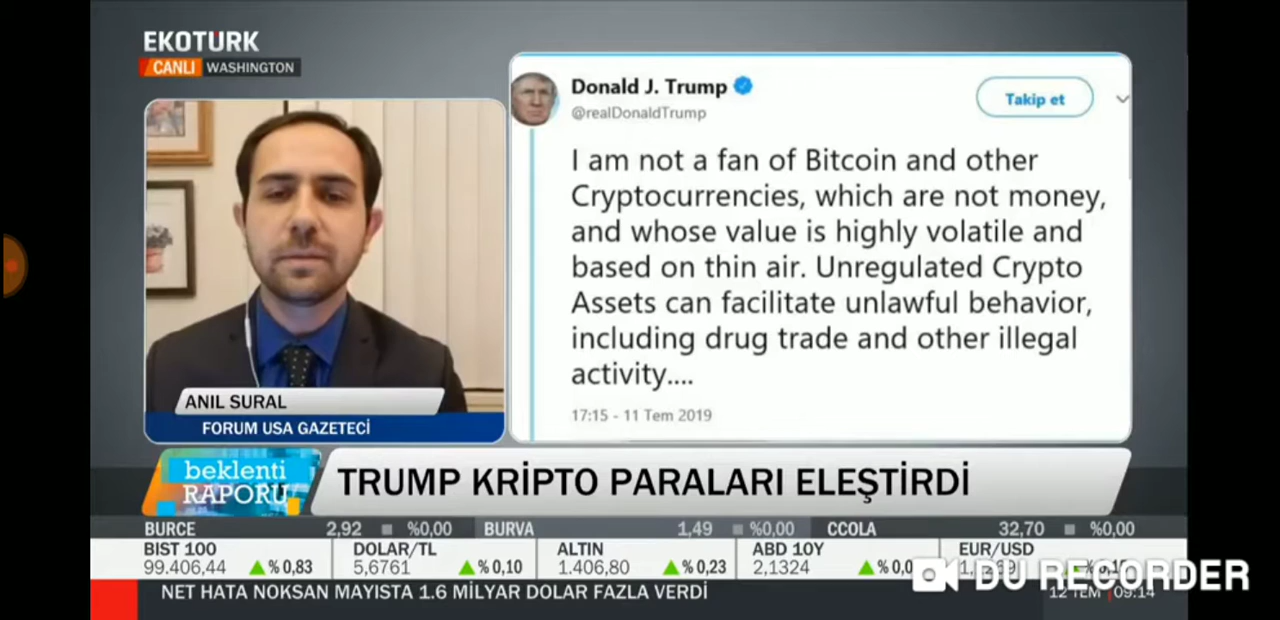 EKOTÜRK
CANLI WASHINGTON
Donald J. Trump
@realDonaldTrump
Takip et
I am not a fan of Bitcoin and other
Cryptocurrencies, which are not money,
and whose value is highly volatile and
based on thin air. Unregulated Crypto
Assets can facilitate unlawful behavior,
including drug trade and other illegal
activity....
17:15 - 11 Tem 2019
ANIL SURAL
FORUM USA GAZETECİ
beklenti
RAPORU
TRUMP KRİPTO PARALARI ELEŞTİRDİ
BURCE 2,92 %0,00 BURVA 1,49 %0,00 CCOLA 32,70 %0,00
BIST 100 DOLAR/TL ALTIN ABD 10Y EUR/USD
99.406,44 %0,83 5,6761 %0,10 1.406,80 %0,23 2,1324
DU RECORDER
NET HATA NOKSAN MAYISTA 1.6 MİLYAR DOLAR FAZLA VERDİ
12 TEM 09:14